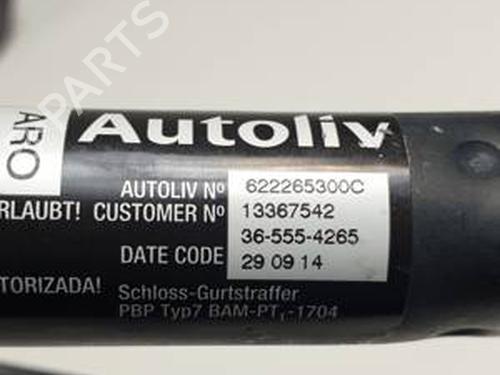 Autoliv
ARO
AUTOLIV Nº 622265300C
ERLAUBT! CUSTOMER Nº 13367542
36-555-4265
DATE CODE 29 09 14
TORIZADA!
Schloss-Gurtstraffer
PBP Typ7 BAM-PT₁-1704
B-PARTS